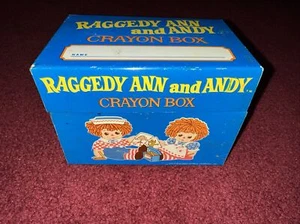 RAGGEDY ANN
and ANDY
CRAYON BOX
NAME
RAGGEDY ANN and ANDY
CRAYON BOX